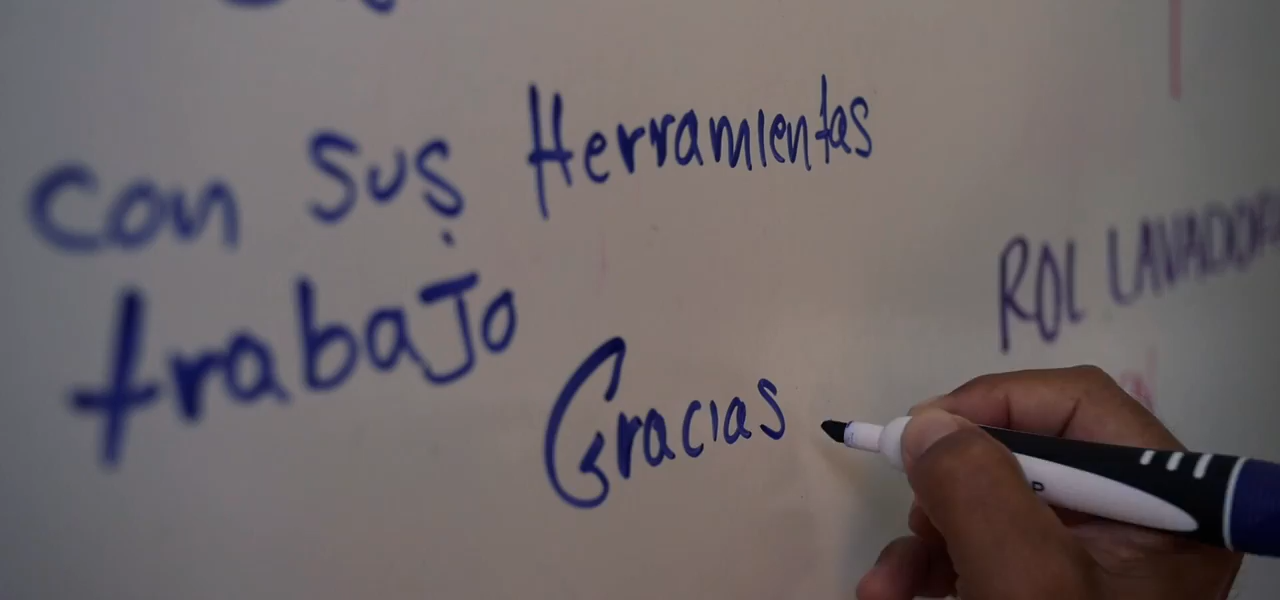 con sus Herramientas
trabaJo
Gracias
ROL